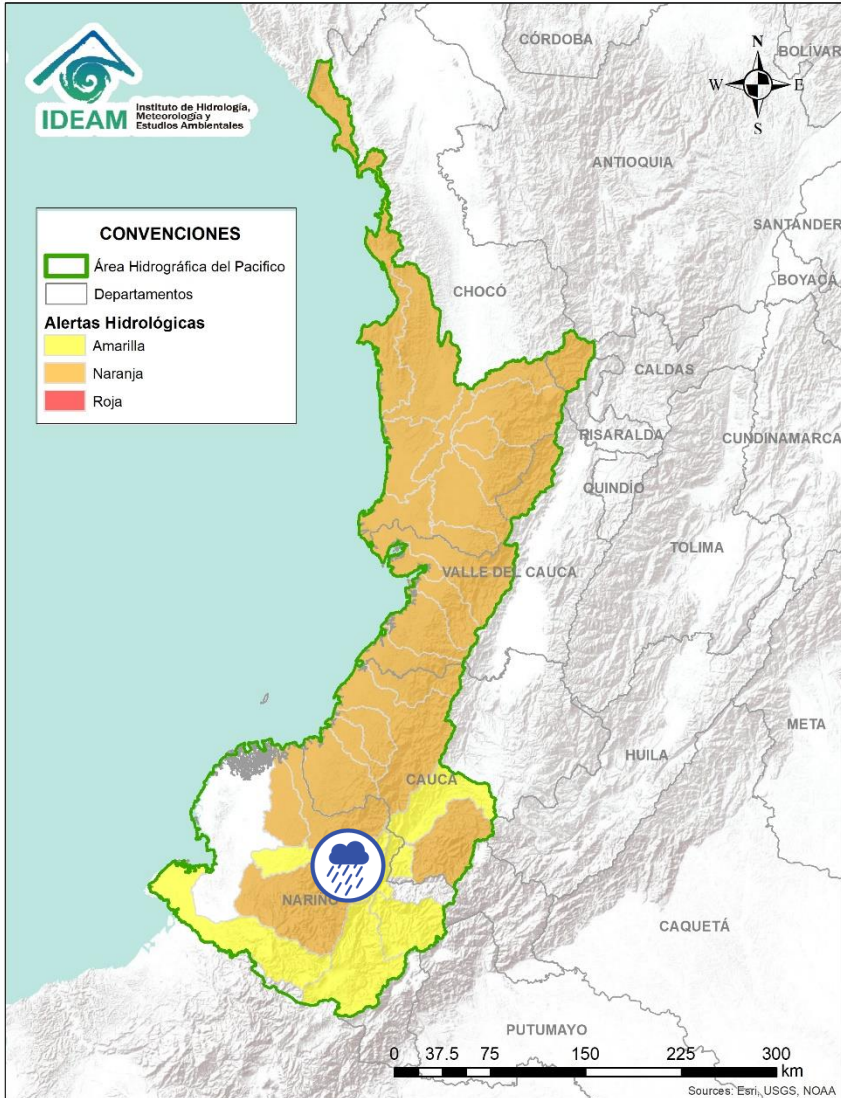 IDEAM
Instituto de Hidrología,
Meteorología y
Estudios Ambientales
CONVENCIONES
Área Hidrográfica del Pacifico
Departamentos
Alertas Hidrológicas
Amarilla
Naranja
Roja
N
W
E
S
CÓRDOBA
BOLÍVAR
ANTIOQUIA
SANTANDER
BOYACÁ
CHOCÓ
CALDAS
RISARALDA
CUNDINAMARCA
QUINDÍO
TOLIMA
VALLE DEL CAUCA
META
HUILA
CAUCA
NARIÑO
CAQUETÁ
PUTUMAYO
0 37.5 75 150 225 300
km
Sources: Esri, USGS, NOAA